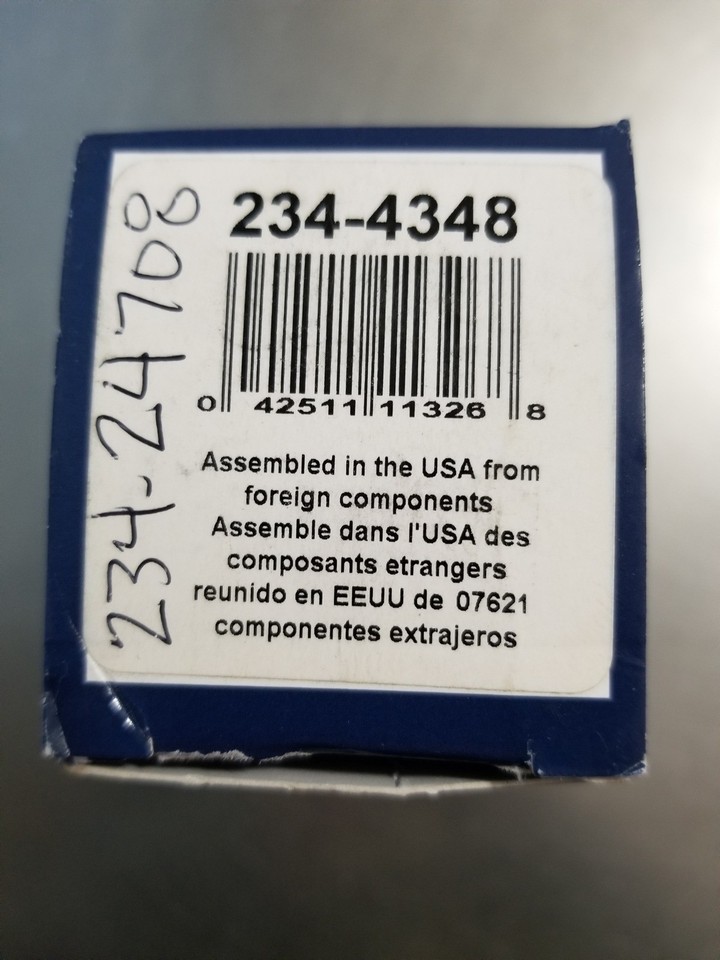 234-4348
0 42511 11326 8
Assembled in the USA from
foreign components
Assemble dans l'USA des
composants etrangers
reunido en EEUU de 07621
componentes extrajeros
234-24708